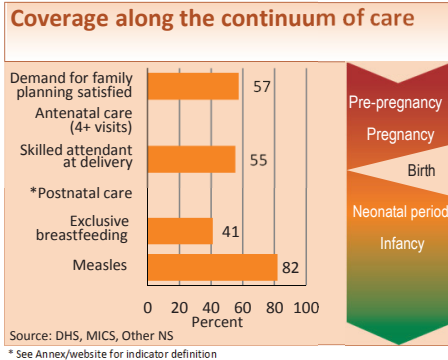 Coverage along the continuum of care
Demand for family
planning satisfied
57
Antenatal care
(4+ visits)
Skilled attendant
at delivery
55
*Postnatal care
Exclusive
breastfeeding
41
Measles
82
0 20 40 60 80 100
Percent
Pre-pregnancy
Pregnancy
Birth
Neonatal period
Infancy
Source: DHS, MICS, Other NS
* See Annex/website for indicator definition